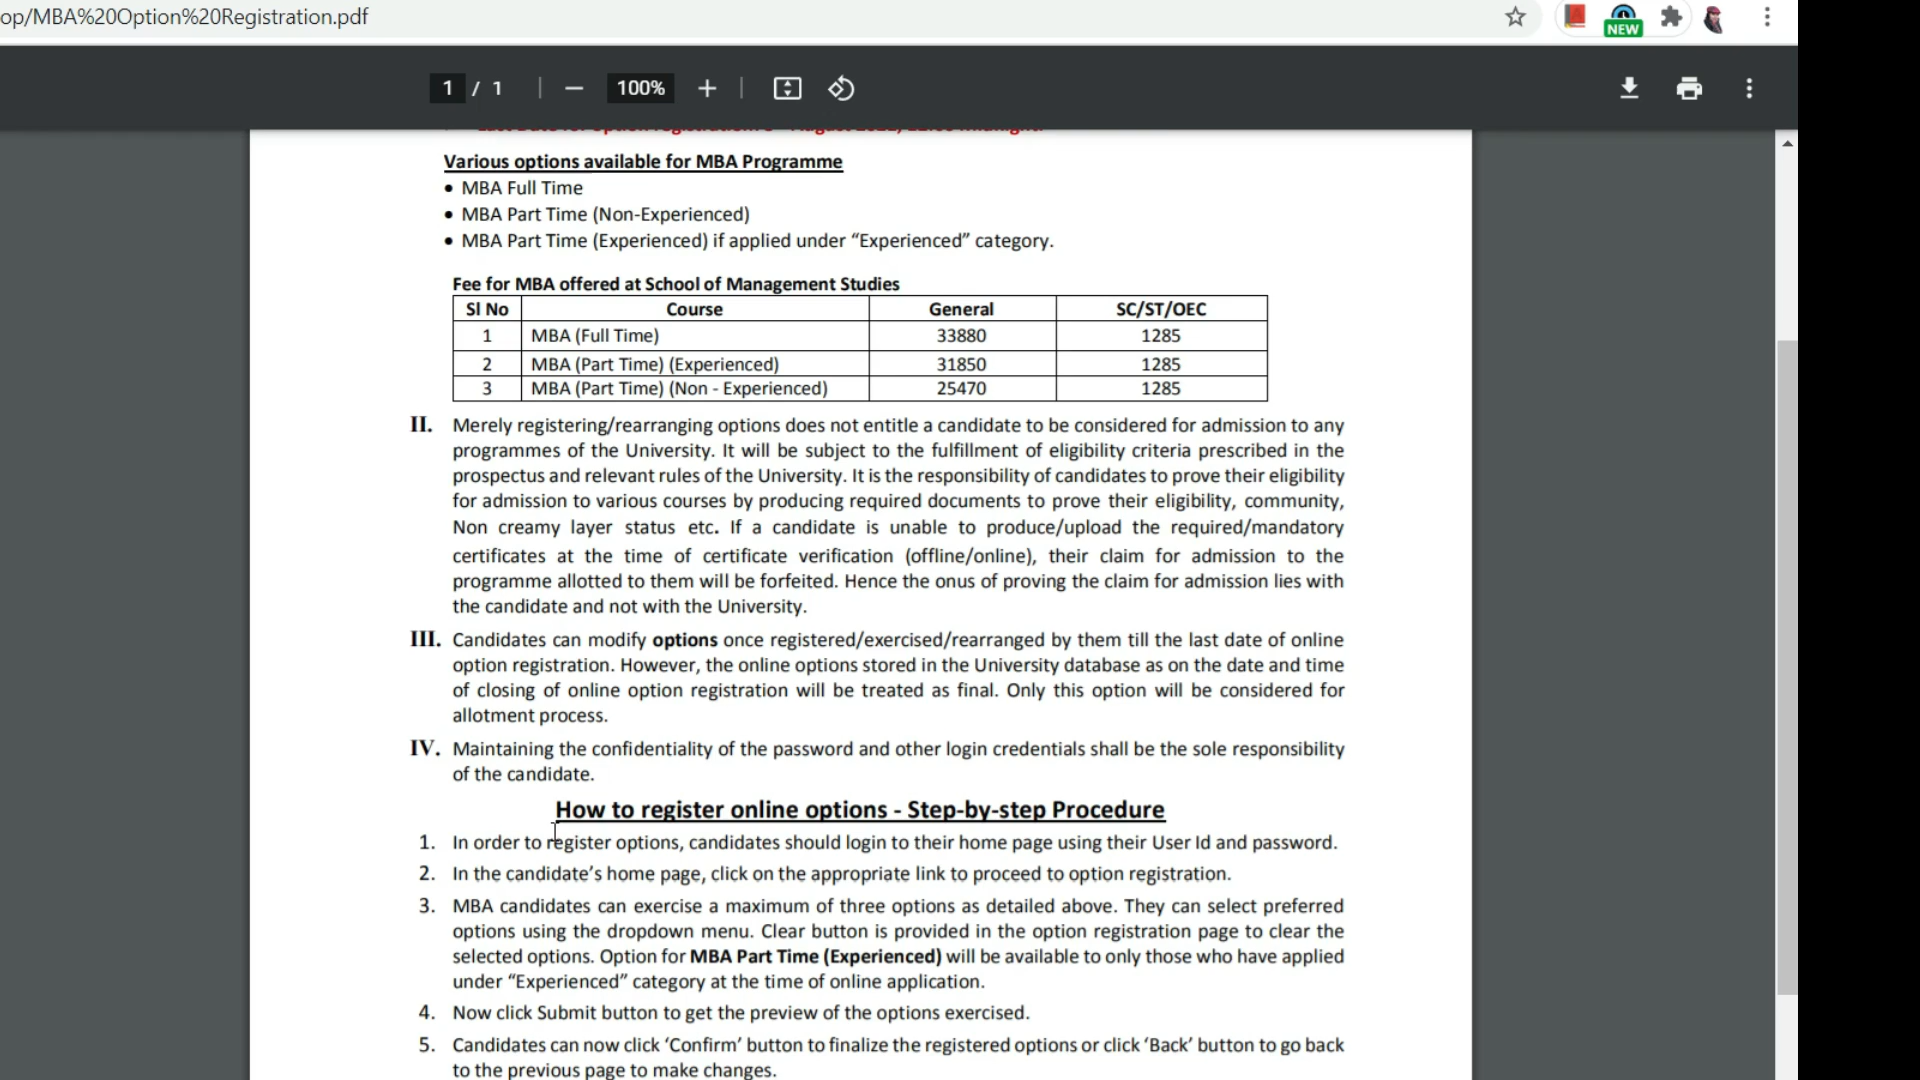 op/MBA%20Option%20Registration.pdf
NEW
1 / 1
100%
Various options available for MBA Programme
• MBA Full Time
• MBA Part Time (Non-Experienced)
• MBA Part Time (Experienced) if applied under “Experienced” category.
Fee for MBA offered at School of Management Studies
Sl No Course General SC/ST/OEC
1 MBA (Full Time) 33880 1285
2 MBA (Part Time) (Experienced) 31850 1285
3 MBA (Part Time) (Non - Experienced) 25470 1285
II. Merely registering/rearranging options does not entitle a candidate to be considered for admission to any
programmes of the University. It will be subject to the fulfillment of eligibility criteria prescribed in the
prospectus and relevant rules of the University. It is the responsibility of candidates to prove their eligibility
for admission to various courses by producing required documents to prove their eligibility, community,
Non creamy layer status etc. If a candidate is unable to produce/upload the required/mandatory
certificates at the time of certificate verification (offline/online), their claim for admission to the
programme allotted to them will be forfeited. Hence the onus of proving the claim for admission lies with
the candidate and not with the University.
III. Candidates can modify options once registered/exercised/rearranged by them till the last date of online
option registration. However, the online options stored in the University database as on the date and time
of closing of online option registration will be treated as final. Only this option will be considered for
allotment process.
IV. Maintaining the confidentiality of the password and other login credentials shall be the sole responsibility
of the candidate.
How to register online options - Step-by-step Procedure
1. In order to register options, candidates should login to their home page using their User Id and password.
2. In the candidate’s home page, click on the appropriate link to proceed to option registration.
3. MBA candidates can exercise a maximum of three options as detailed above. They can select preferred
options using the dropdown menu. Clear button is provided in the option registration page to clear the
selected options. Option for MBA Part Time (Experienced) will be available to only those who have applied
under “Experienced” category at the time of online application.
4. Now click Submit button to get the preview of the options exercised.
5. Candidates can now click ‘Confirm’ button to finalize the registered options or click ‘Back’ button to go back
to the previous page to make changes.